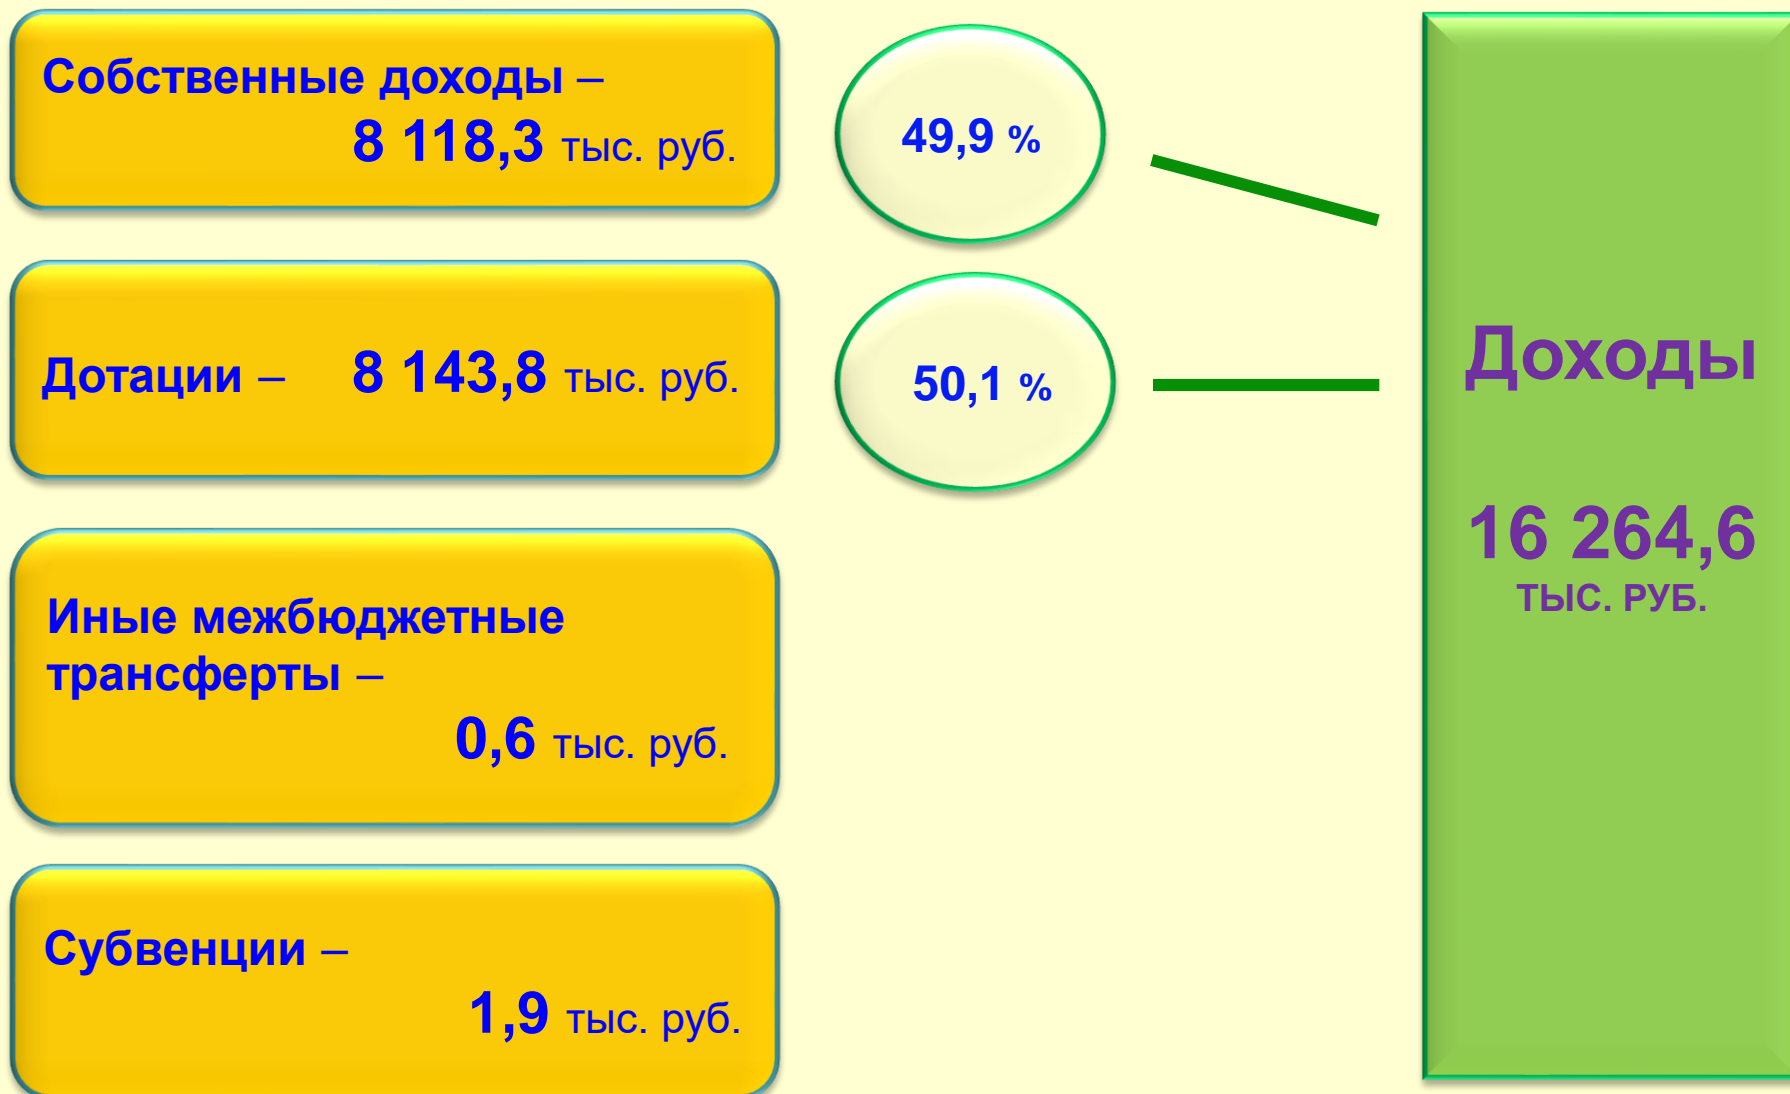 Собственные доходы –
8 118,3 тыс. руб.
49,9 %
Дотации – 8 143,8 тыс. руб.
50,1 %
Иные межбюджетные
трансферты –
0,6 тыс. руб.
Субвенции –
1,9 тыс. руб.
Доходы
16 264,6
ТЫС. РУБ.